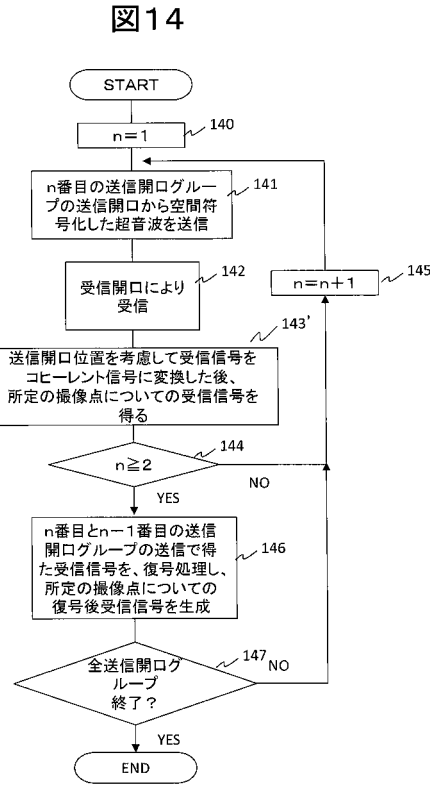 図14
START
n=1
140
n番目の送信開口グルー
プの送信開口から空間符
号化した超音波を送信
141
受信開口により
受信
142
n=n+1
145
送信開口位置を考慮して受信信号を
コヒーレント信号に変換した後、
所定の撮像点についての受信信号を
得る
143'
n≧2
144
NO
YES
n番目とn−1番目の送信
開口グループの送信で得
た受信信号を、復号処理し、
所定の撮像点についての
復号後受信信号を生成
146
全送信開口グ
ループ
終了?
147
NO
YES
END